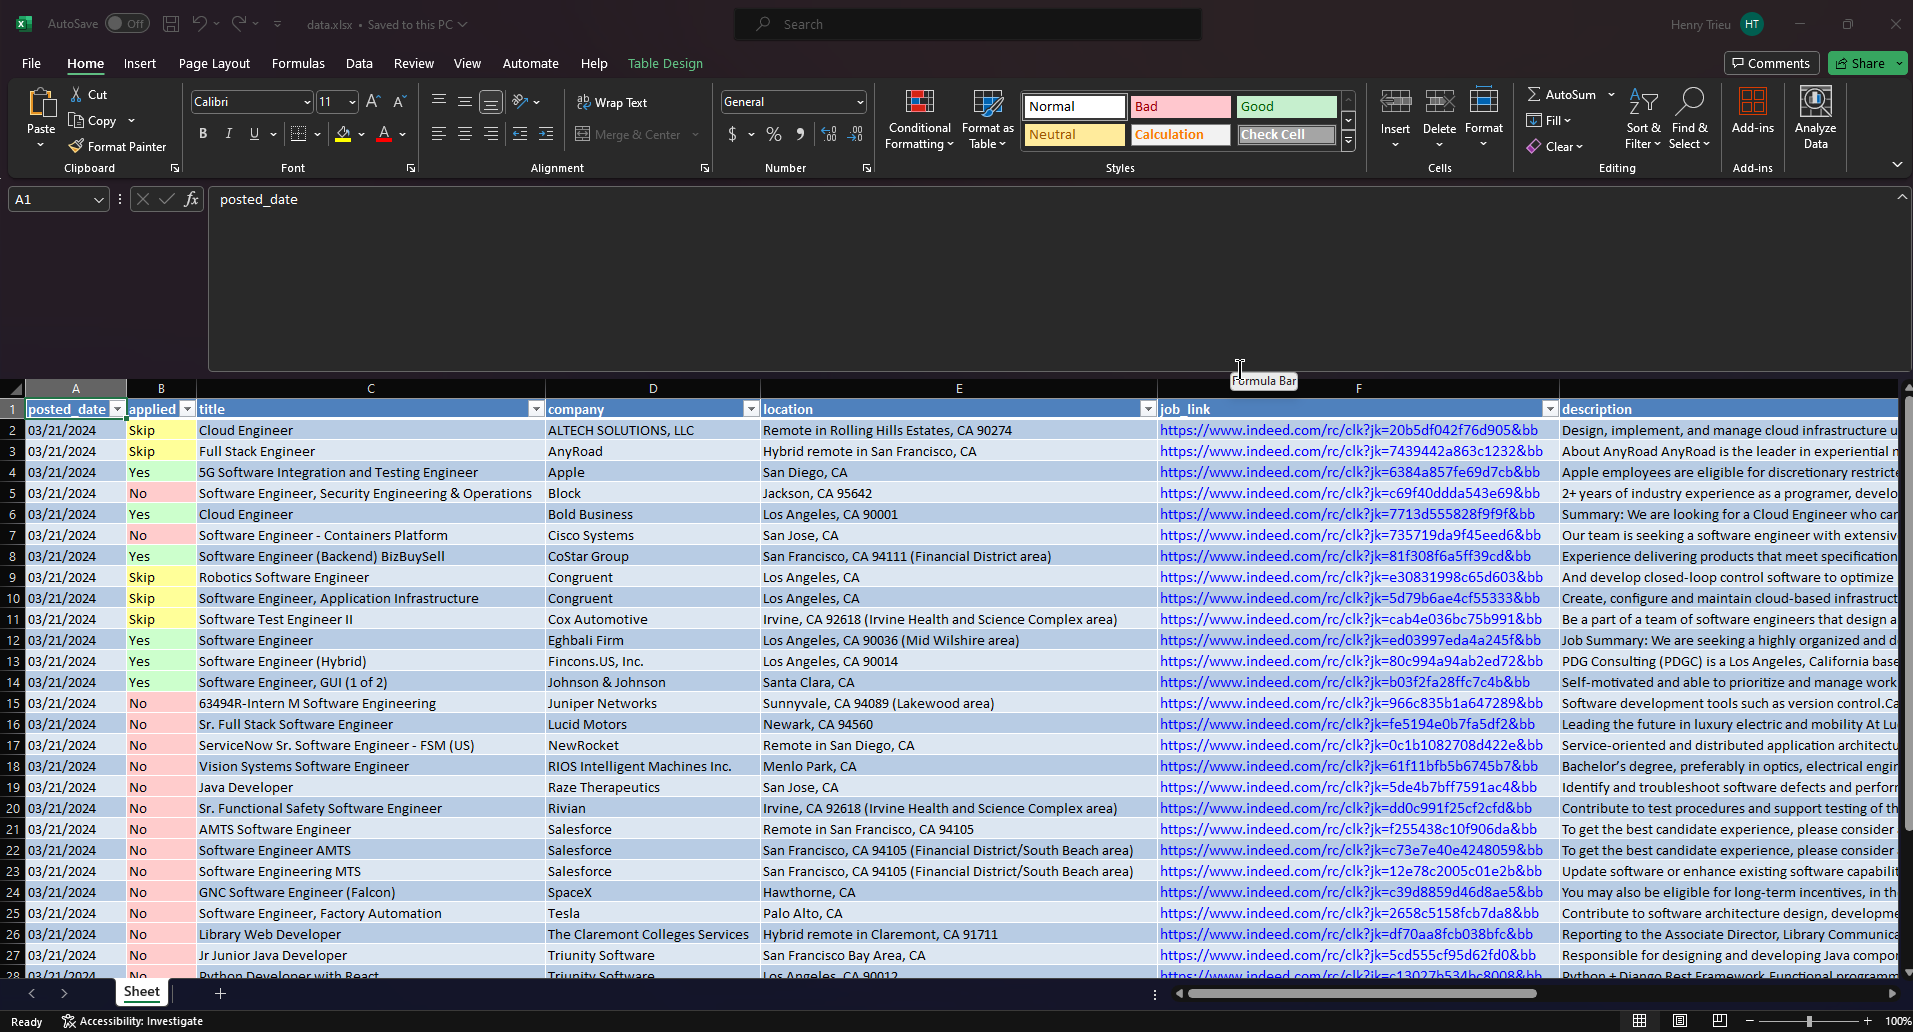 AutoSave Off data.xlsx • Saved to this PC Search Henry Trieu HT
File Home Insert Page Layout Formulas Data Review View Automate Help Table Design Comments Share
Paste Cut Copy Format Painter Clipboard
Calibri 11 B I U A Font
Wrap Text Merge & Center Alignment
General $ % Number
Conditional Formatting Format as Table Normal Bad Good Neutral Calculation Check Cell Styles
Insert Delete Format Cells
AutoSum Fill Clear Sort & Filter Find & Select Editing
Add-ins Add-ins
Analyze Data
A1 fx posted_date
Formula Bar
A B C D E F
1 posted_date applied title company location job_link description
2 03/21/2024 Skip Cloud Engineer ALTECH SOLUTIONS, LLC Remote in Rolling Hills Estates, CA 90274 https://www.indeed.com/rc/clk?jk=20b5df042f76d905&bb Design, implement, and manage cloud infrastructure u
3 03/21/2024 Skip Full Stack Engineer AnyRoad Hybrid remote in San Francisco, CA https://www.indeed.com/rc/clk?jk=7439442a863c1232&bb About AnyRoad AnyRoad is the leader in experiential
4 03/21/2024 Yes 5G Software Integration and Testing Engineer Apple San Diego, CA https://www.indeed.com/rc/clk?jk=6384a857fe69d7cb&bb Apple employees are eligible for discretionary restricte
5 03/21/2024 No Software Engineer, Security Engineering & Operations Block Jackson, CA 95642 https://www.indeed.com/rc/clk?jk=c69f40ddda543e69&bb 2+ years of industry experience as a programer, develo
6 03/21/2024 Yes Cloud Engineer Bold Business Los Angeles, CA 90001 https://www.indeed.com/rc/clk?jk=7713d555828f9f9f&bb Summary: We are looking for a Cloud Engineer who can
7 03/21/2024 No Software Engineer - Containers Platform Cisco Systems San Jose, CA https://www.indeed.com/rc/clk?jk=735719da9f45eed6&bb Our team is seeking a software engineer with extensiv
8 03/21/2024 Yes Software Engineer (Backend) BizBuySell CoStar Group San Francisco, CA 94111 (Financial District area) https://www.indeed.com/rc/clk?jk=81f308f6a5ff39cd&bb Experience delivering products that meet specification
9 03/21/2024 Skip Robotics Software Engineer Congruent Los Angeles, CA https://www.indeed.com/rc/clk?jk=e30831998c65d603&bb And develop closed-loop control software to optimize
10 03/21/2024 Skip Software Engineer, Application Infrastructure Congruent Los Angeles, CA https://www.indeed.com/rc/clk?jk=5d79b6ae4cf55333&bb Create, configure and maintain cloud-based infrastruct
11 03/21/2024 Skip Software Test Engineer II Cox Automotive Irvine, CA 92618 (Irvine Health and Science Complex area) https://www.indeed.com/rc/clk?jk=cab4e036bc75b991&bb Be a part of a team of software engineers that design a
12 03/21/2024 Yes Software Engineer Eghbali Firm Los Angeles, CA 90036 (Mid Wilshire area) https://www.indeed.com/rc/clk?jk=ed03997eda4a245f&bb Job Summary: We are seeking a highly organized and d
13 03/21/2024 Yes Software Engineer (Hybrid) Fincons.US, Inc. Los Angeles, CA 90014 https://www.indeed.com/rc/clk?jk=80c994a94ab2ed72&bb PDG Consulting (PDGC) is a Los Angeles, California base
14 03/21/2024 Yes Software Engineer, GUI (1 of 2) Johnson & Johnson Santa Clara, CA https://www.indeed.com/rc/clk?jk=b03f2fa28ffc7c4b&bb Self-motivated and able to prioritize and manage work
15 03/21/2024 No 63494R-Intern M Software Engineering Juniper Networks Sunnyvale, CA 94089 (Lakewood area) https://www.indeed.com/rc/clk?jk=966c835b1a647289&bb Software development tools such as version control.Ca
16 03/21/2024 No Sr. Full Stack Software Engineer Lucid Motors Newark, CA 94560 https://www.indeed.com/rc/clk?jk=fe5194e0b7fa5df2&bb Leading the future in luxury electric and mobility At Lu
17 03/21/2024 No ServiceNow Sr. Software Engineer - FSM (US) NewRocket Remote in San Diego, CA https://www.indeed.com/rc/clk?jk=0c1b1082708d422e&bb Service-oriented and distributed application architectu
18 03/21/2024 No Vision Systems Software Engineer RIOS Intelligent Machines Inc. Menlo Park, CA https://www.indeed.com/rc/clk?jk=61f11bfb5b6745b7&bb Bachelor's degree, preferably in optics, electrical engir
19 03/21/2024 No Java Developer Raze Therapeutics San Jose, CA https://www.indeed.com/rc/clk?jk=5de4b7bff7591ac4&bb Identify and troubleshoot software defects and perforr
20 03/21/2024 No Sr. Functional Safety Software Engineer Rivian Irvine, CA 92618 (Irvine Health and Science Complex area) https://www.indeed.com/rc/clk?jk=dd0c991f25cf2cfd&bb Contribute to test procedures and support testing of th
21 03/21/2024 No AMTS Software Engineer Salesforce Remote in San Francisco, CA 94105 https://www.indeed.com/rc/clk?jk=f255438c10f906da&bb To get the best candidate experience, please consider
22 03/21/2024 No Software Engineer AMTS Salesforce San Francisco, CA 94105 (Financial District/South Beach area) https://www.indeed.com/rc/clk?jk=c73e7e40e4248059&bb To get the best candidate experience, please consider
23 03/21/2024 No Software Engineering MTS Salesforce San Francisco, CA 94105 (Financial District/South Beach area) https://www.indeed.com/rc/clk?jk=12e78c2005c01e2b&bb Update software or enhance existing software capabilit
24 03/21/2024 No GNC Software Engineer (Falcon) SpaceX Hawthorne, CA https://www.indeed.com/rc/clk?jk=c39d8859d46d8ae5&bb You may also be eligible for long-term incentives, in th
25 03/21/2024 No Software Engineer, Factory Automation Tesla Palo Alto, CA https://www.indeed.com/rc/clk?jk=2658c5158fcb7da8&bb Contribute to software architecture design, developme
26 03/21/2024 No Library Web Developer The Claremont Colleges Services Hybrid remote in Claremont, CA 91711 https://www.indeed.com/rc/clk?jk=df70aa8fcb038bfc&bb Reporting to the Associate Director, Library Communica
27 03/21/2024 No Jr Junior Java Developer Triunity Software San Francisco Bay Area, CA https://www.indeed.com/rc/clk?jk=5cd555cf95d62fd0&bb Responsible for designing and developing Java compor
28 03/21/2024 No Python Developer with React Triunity Software Los Angeles, CA 90012 https://www.indeed.com/rc/clk?jk=c13027b534bc8008&bb Python + Django Rest Framework Functional programm
Sheet
Ready Accessibility: Investigate 100%